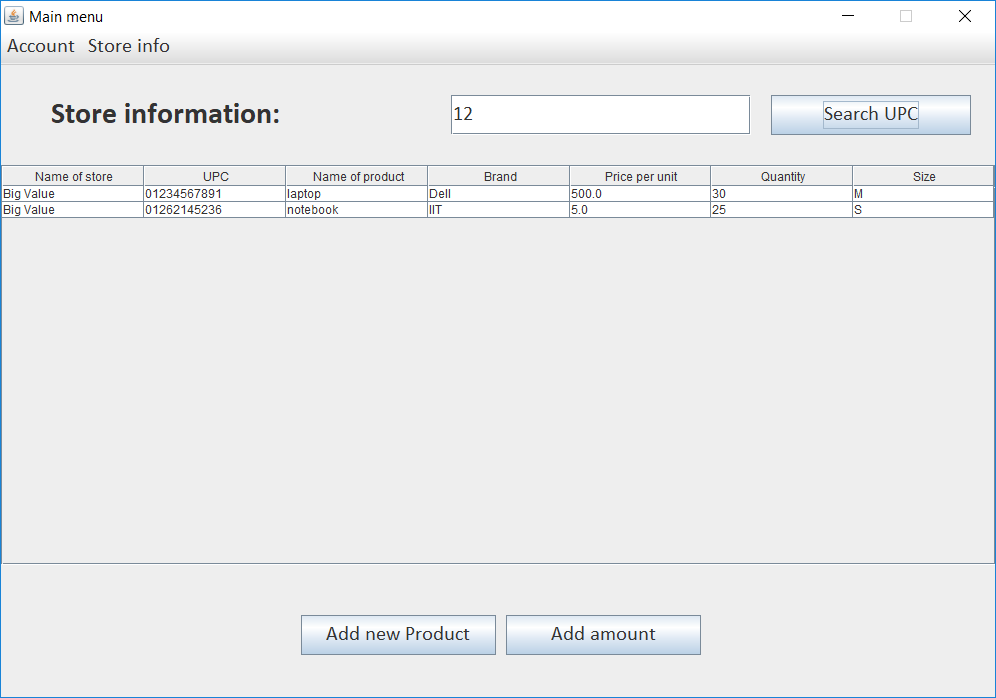 Main menu
Account Store info
Store information: 12 Search UPC
Name of store UPC Name of product Brand Price per unit Quantity Size
Big Value 01234567891 laptop Dell 500.0 30 M
Big Value 01262145236 notebook IIT 5.0 25 S
Add new Product Add amount